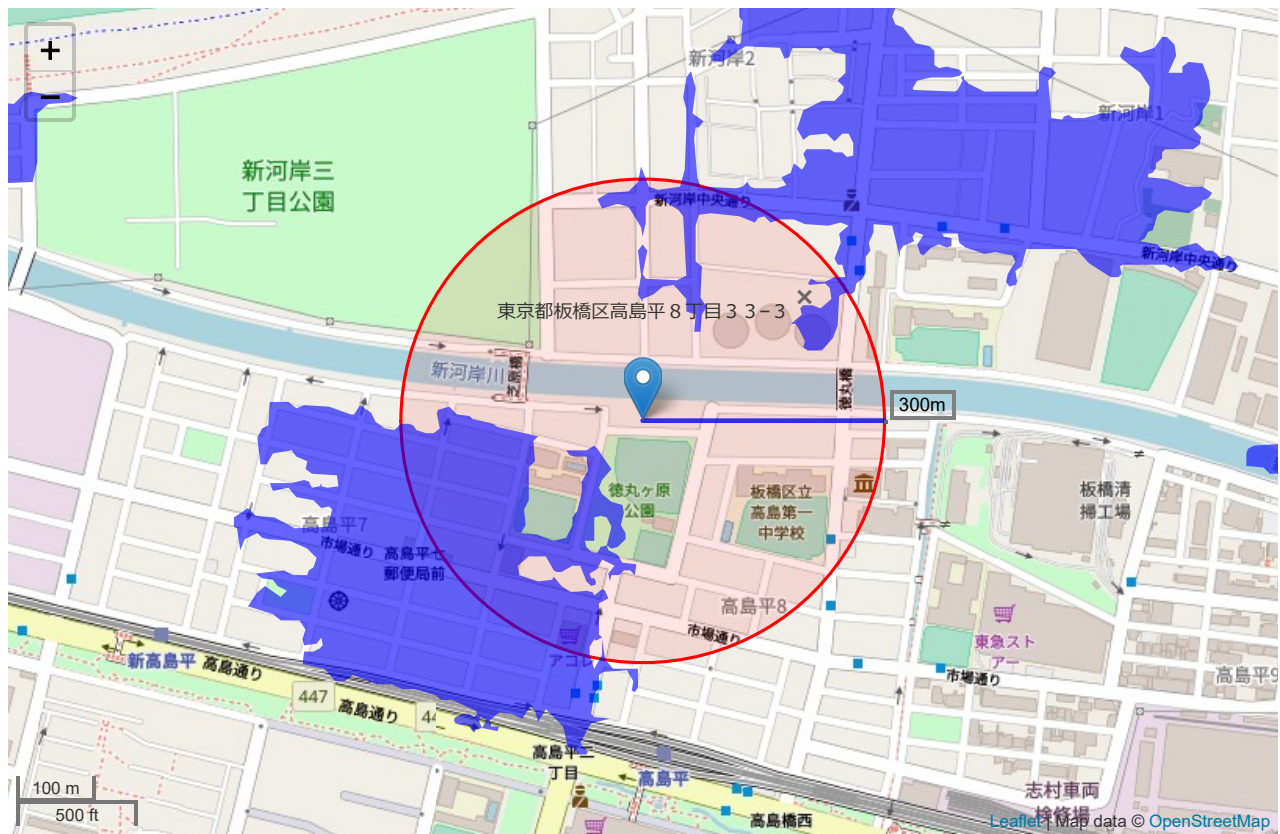 +
−
新河岸2
新河岸1
新河岸三
丁目公園
新河岸中央通り
新河岸中央通り
東京都板橋区高島平８丁目３３−３
新河岸川
芝原橋
徳丸橋
300m
徳丸ヶ原
公園
板橋区立
高島第一
中学校
板橋清
掃工場
高島平7
市場通り
高島平七
郵便局前
高島平8
市場通り
東急スト
アー
アコレ
新高島平
高島通り
市場通り
高島平9
447
高島通り
44
高島平二
丁目
高島平
志村車両
検修場
高島橋西
100 m
500 ft
Leaflet | Map data © OpenStreetMap